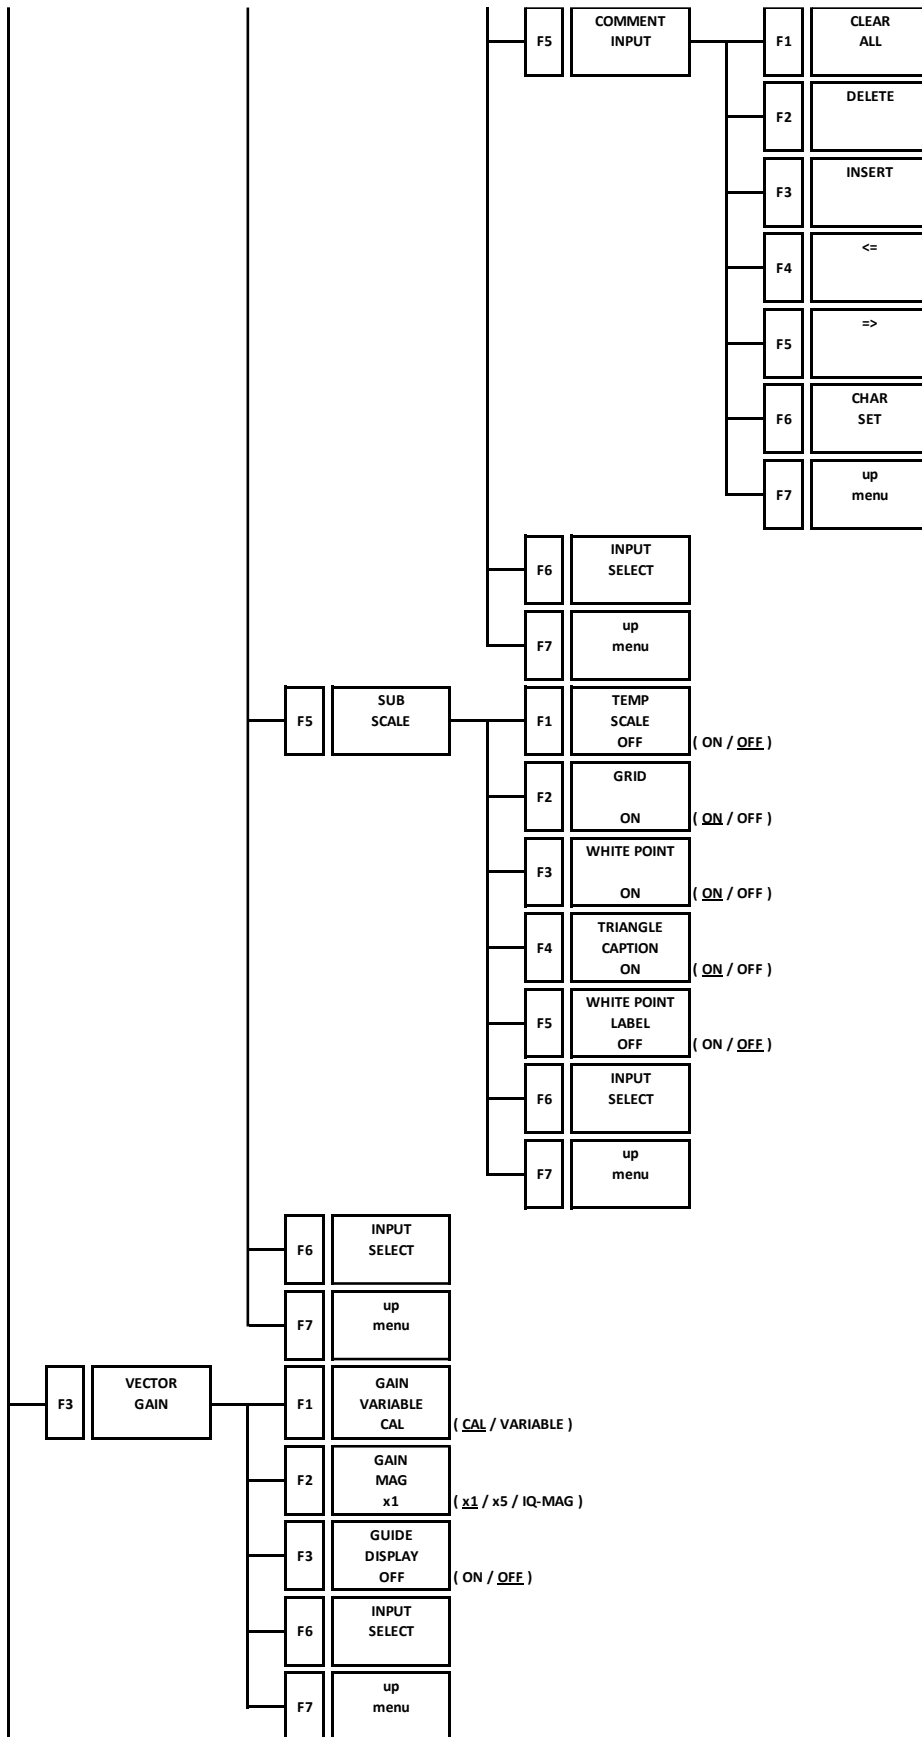 F5
COMMENT
INPUT
F1
CLEAR
ALL
F2
DELETE
F3
INSERT
F4
<=
F5
=>
F6
CHAR
SET
F7
up
menu
F6
INPUT
SELECT
F7
up
menu
F5
SUB
SCALE
F1
TEMP
SCALE
OFF
( ON / OFF )
F2
GRID
ON
( ON / OFF )
F3
WHITE POINT
ON
( ON / OFF )
F4
TRIANGLE
CAPTION
ON
( ON / OFF )
F5
WHITE POINT
LABEL
OFF
( ON / OFF )
F6
INPUT
SELECT
F7
up
menu
F6
INPUT
SELECT
F7
up
menu
F3
VECTOR
GAIN
F1
GAIN
VARIABLE
CAL
( CAL / VARIABLE )
F2
GAIN
MAG
x1
( x1 / x5 / IQ-MAG )
F3
GUIDE
DISPLAY
OFF
( ON / OFF )
F6
INPUT
SELECT
F7
up
menu